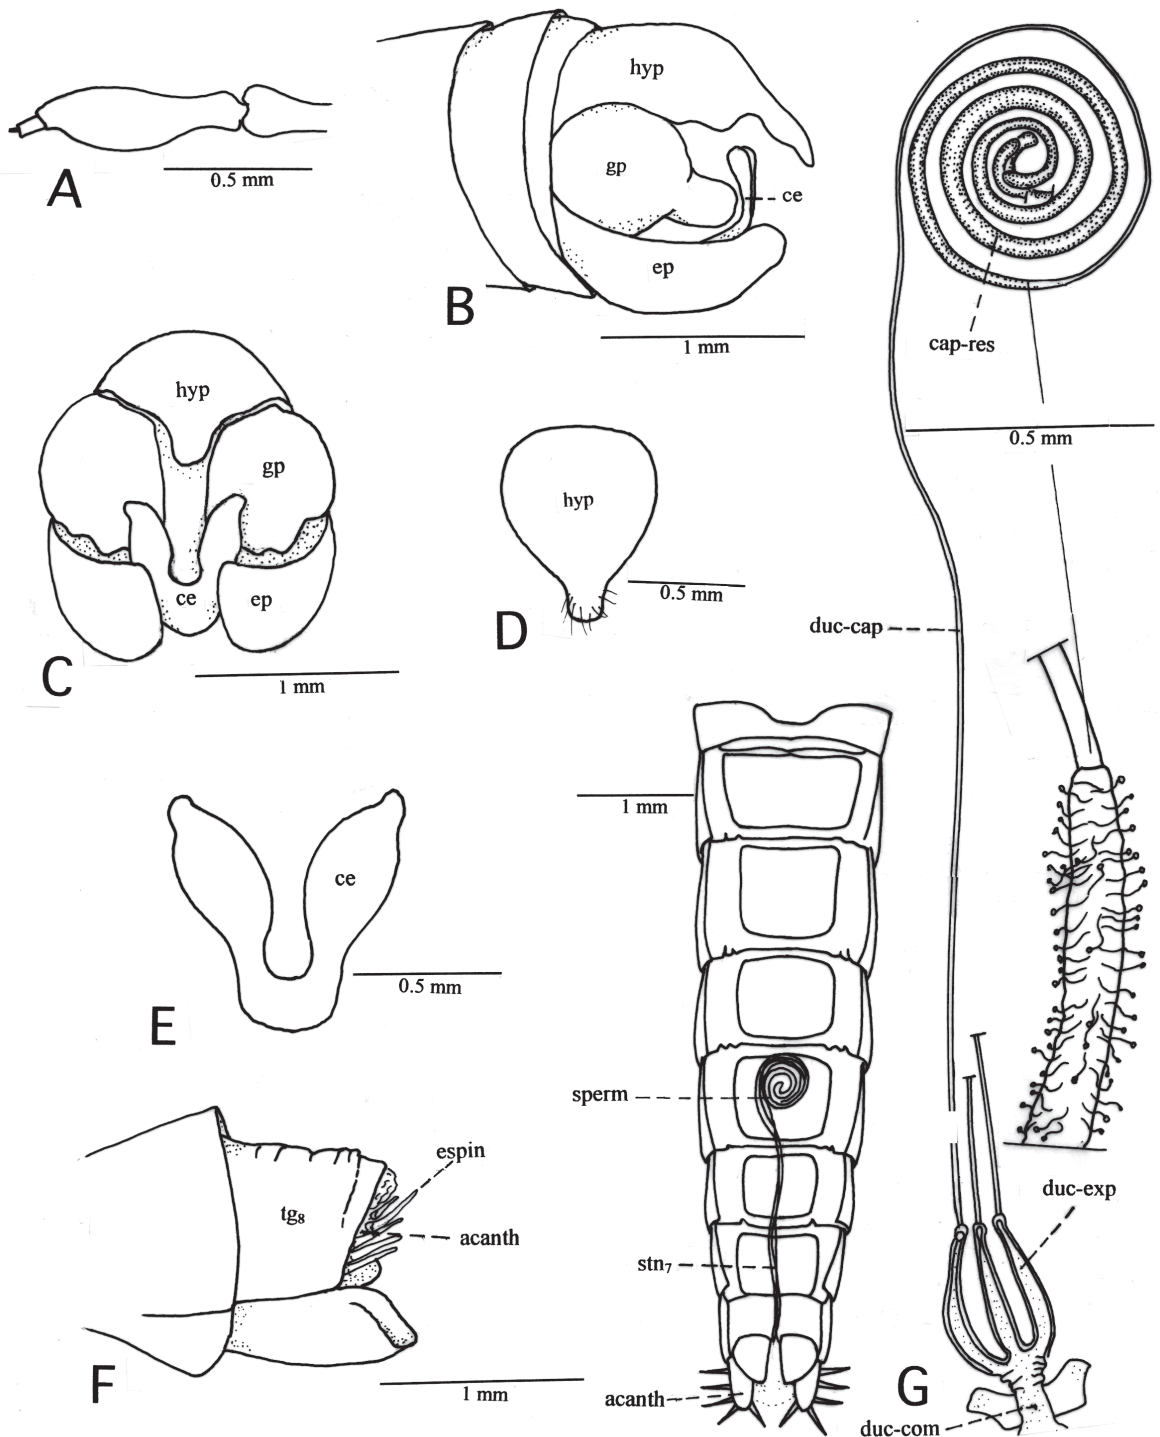 A
0.5 mm
hyp
gp
ce
ep
B
1 mm
cap-res
0.5 mm
hyp
gp
ce
ep
C
1 mm
hyp
D
0.5 mm
duc-cap
ce
E
0.5 mm
1 mm
sperm
stn7
acanth
espin
tg8
acanth
F
1 mm
duc-exp
G
duc-com